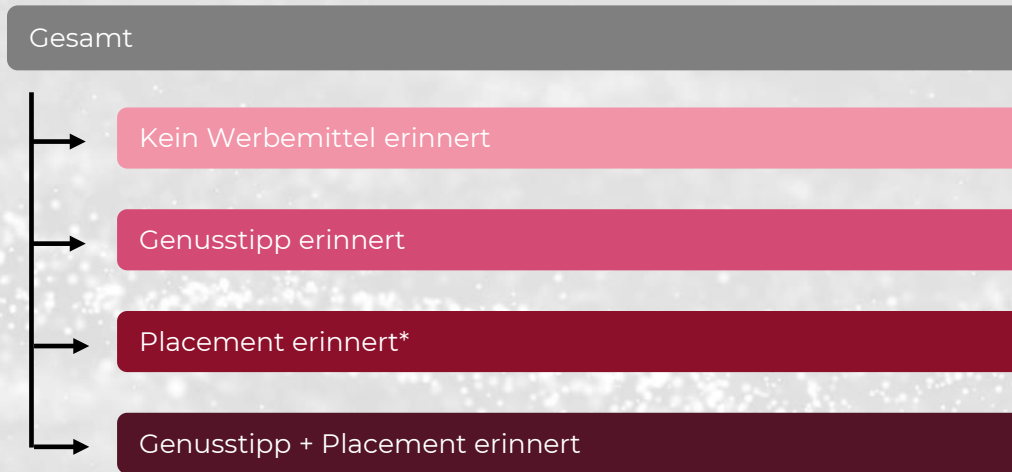 Gesamt
Kein Werbemittel erinnert
Genusstipp erinnert
Placement erinnert*
Genusstipp + Placement erinnert